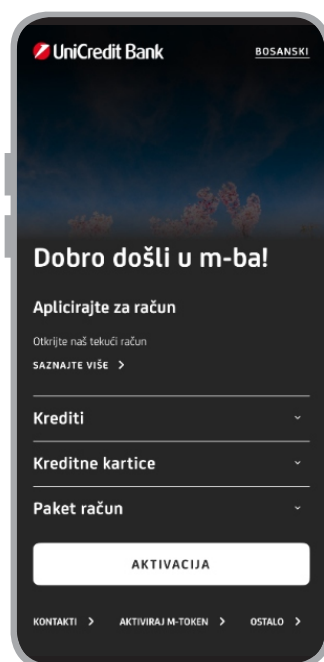 UniCredit Bank
BOSANSKI
Dobro došli u m-ba!
Aplicirajte za račun
Otkrijte naš tekući račun
SAZNAJTE VIŠE
Krediti
Kreditne kartice
Paket račun
AKTIVACIJA
KONTAKTI AKTIVIRAJ M-TOKEN OSTALO